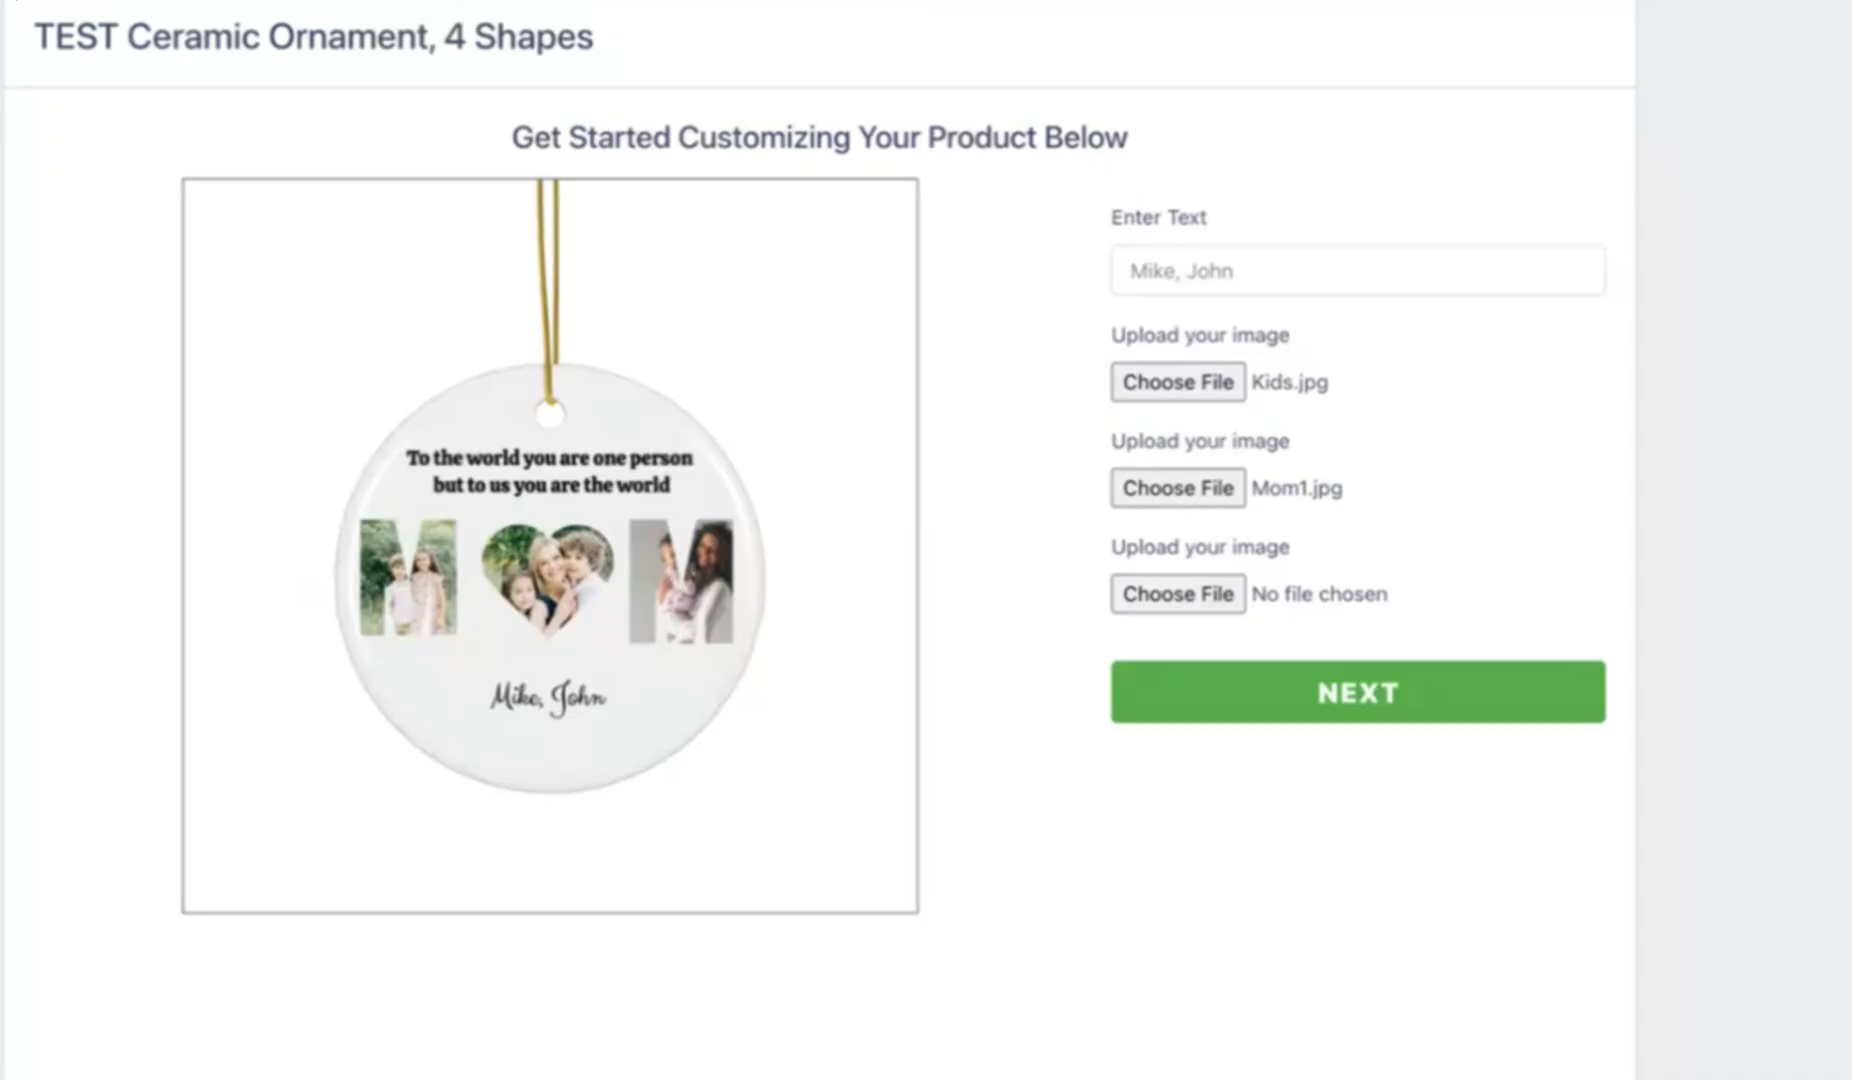 TEST Ceramic Ornament, 4 Shapes
Get Started Customizing Your Product Below
To the world you are one person
but to us you are the world
M M
Mike, John
Enter Text
Mike, John
Upload your image
Choose File Kids.jpg
Upload your image
Choose File Mom1.jpg
Upload your image
Choose File No file chosen
NEXT